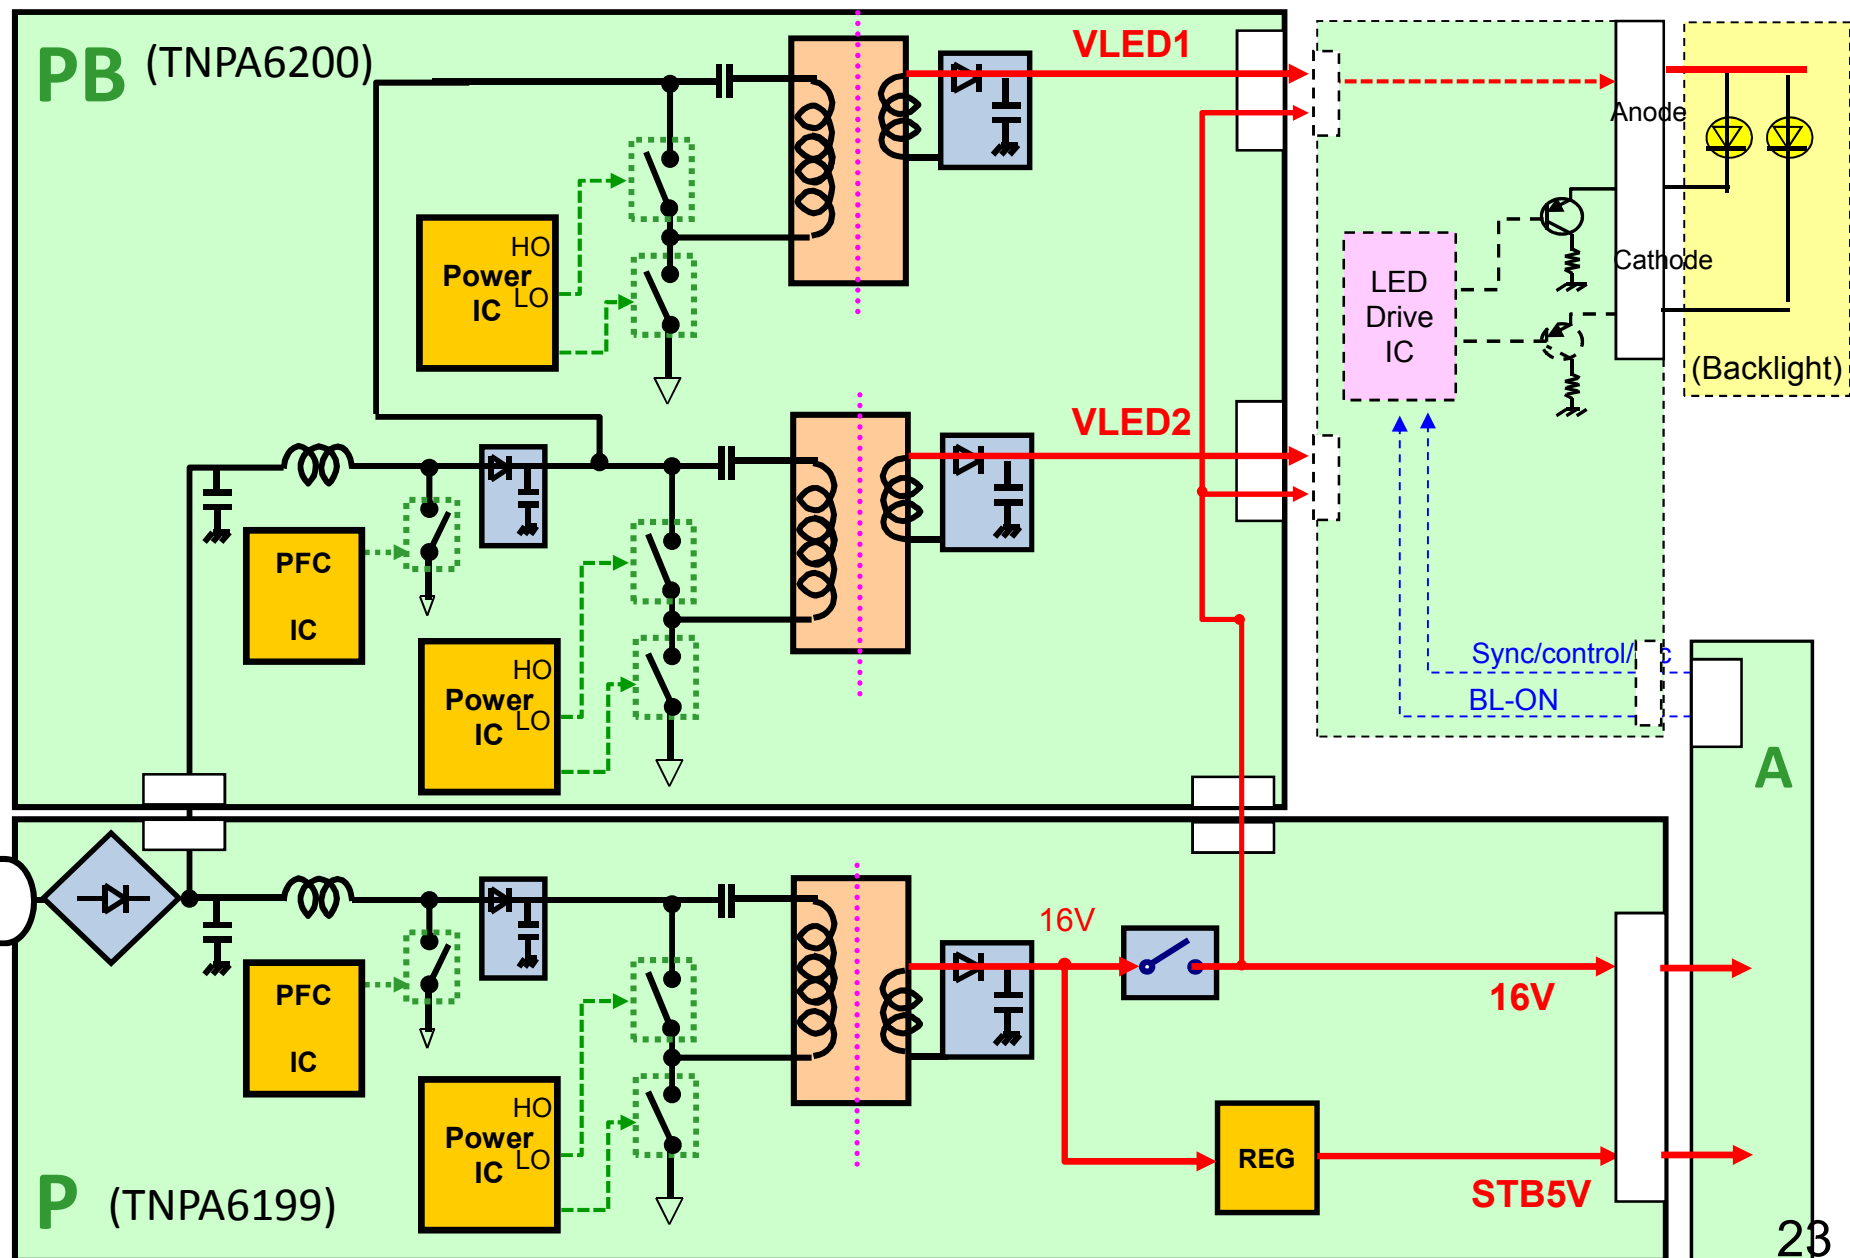 PB (TNPA6200)
VLED1
Anode
HO
Power
LO
IC
LED
Drive
IC
Cathode
(Backlight)
VLED2
PFC
IC
HO
Power
LO
IC
Sync/control/
BL-ON
A
16V
PFC
IC
16V
HO
Power
LO
IC
REG
STB5V
P (TNPA6199)
23